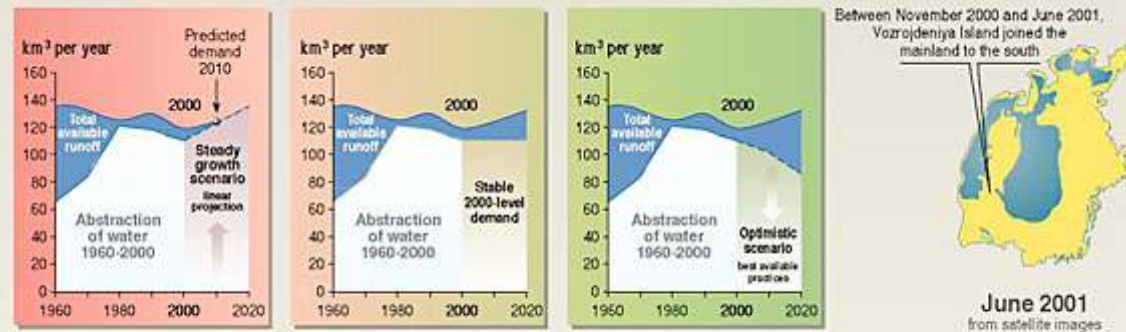 km³ per year
160
140
120
100
80
60
40
20
0
1960
1980
2000
2020
Predicted
demand
2010
2000
Total
available
runoff
Steady
growth
scenario
linear
projection
Abstraction
of water
1960-2000
km³ per year
160
140
120
100
80
60
40
20
0
1960
1980
2000
2020
2000
Total
available
runoff
Stable
2000-level
demand
Abstraction
of water
1960-2000
km³ per year
160
140
120
100
80
60
40
20
0
1960
1980
2000
2020
2000
Total
available
runoff
Abstraction
of water
1960-2000
Optimistic
scenario
best available
practices
Between November 2000 and June 2001,
Vozrojdeniya Island joined the
mainland to the south
June 2001
from satellite images